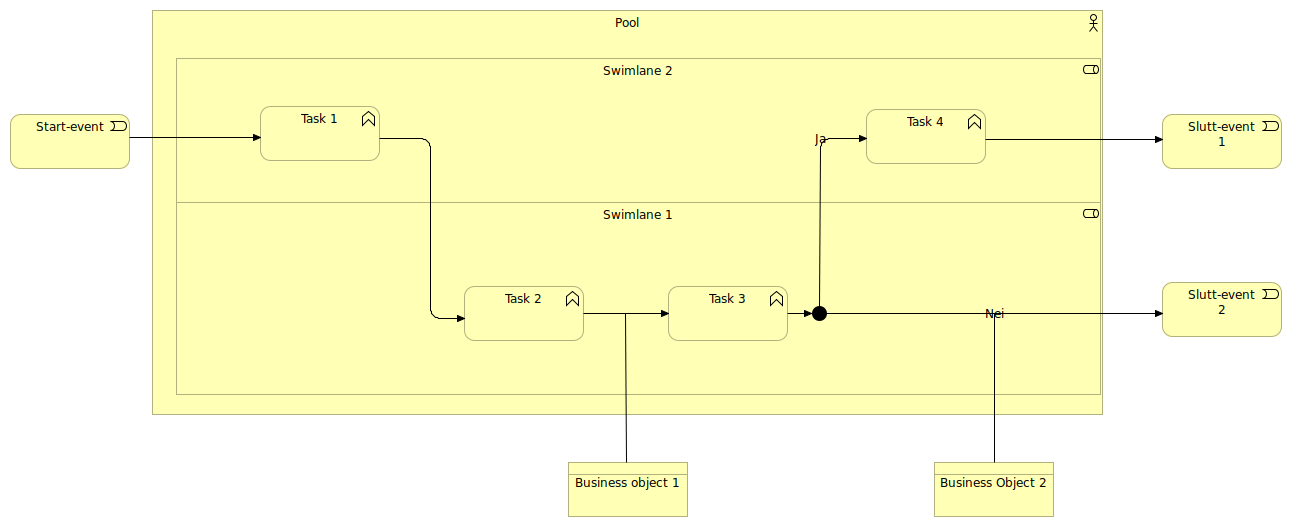 Pool
Swimlane 2
Start-event
Task 1
Ja
Task 4
Slutt-event
1
Swimlane 1
Task 2
Task 3
Nei
Slutt-event
2
Business object 1
Business Object 2